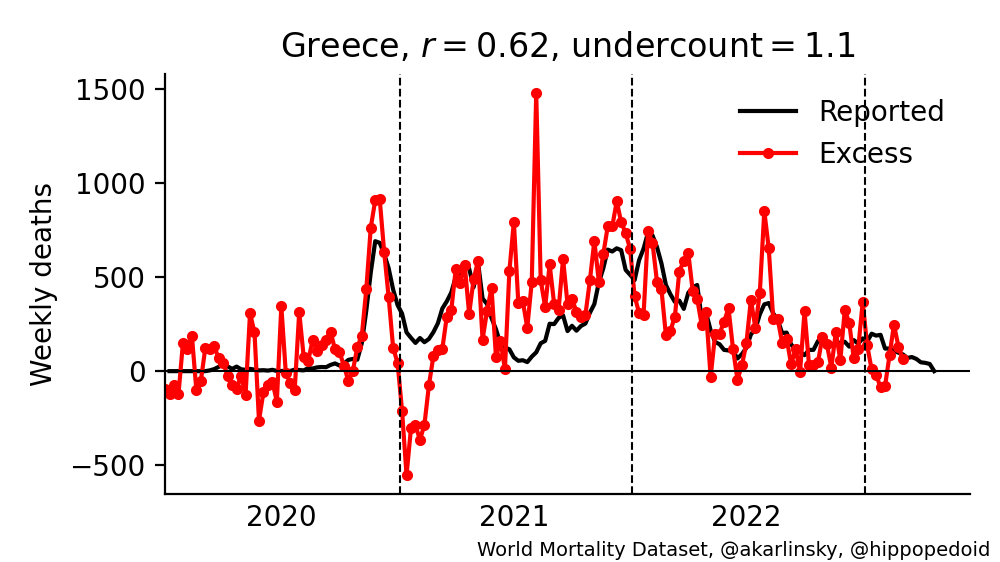 Greece, r = 0.62, undercount = 1.1
1500
1000
500
0
−500
Weekly deaths
Reported
Excess
2020
2021
2022
World Mortality Dataset, @akarlinsky, @hippopedoid